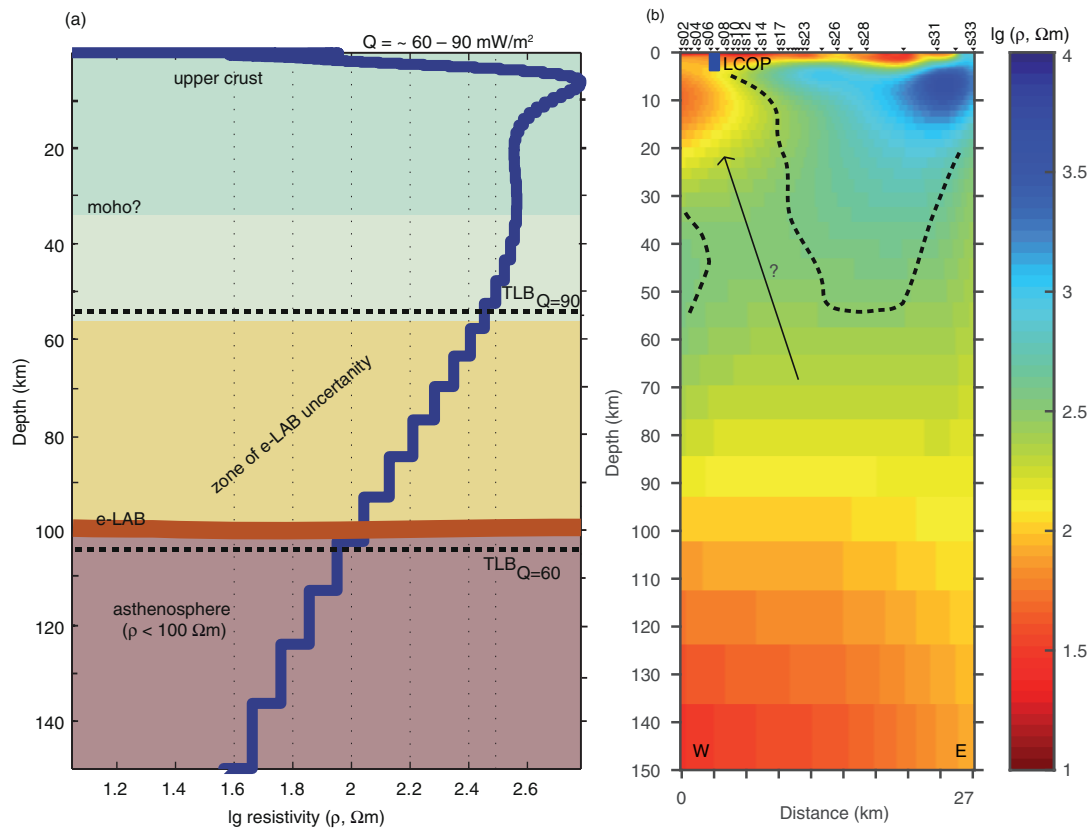 (a)
Q = ~ 60 – 90 mW/m²
upper crust
moho?
TLB Q=90
zone of e-LAB uncertanity
e-LAB
TLB Q=60
asthenosphere
(ρ < 100 Ωm)
Depth (km)
20
40
60
80
100
120
140
1.2
1.4
1.6
1.8
2
2.2
2.4
2.6
lg resistivity (ρ, Ωm)
(b)
s02
s04
s06
s08
s10
s12
s14
s17
s23
s26
s28
s31
s33
LCOP
?
W
E
Depth (km)
0
10
20
30
40
50
60
70
80
90
100
110
120
130
140
150
0
27
Distance (km)
lg (ρ, Ωm)
4
3.5
3
2.5
2
1.5
1